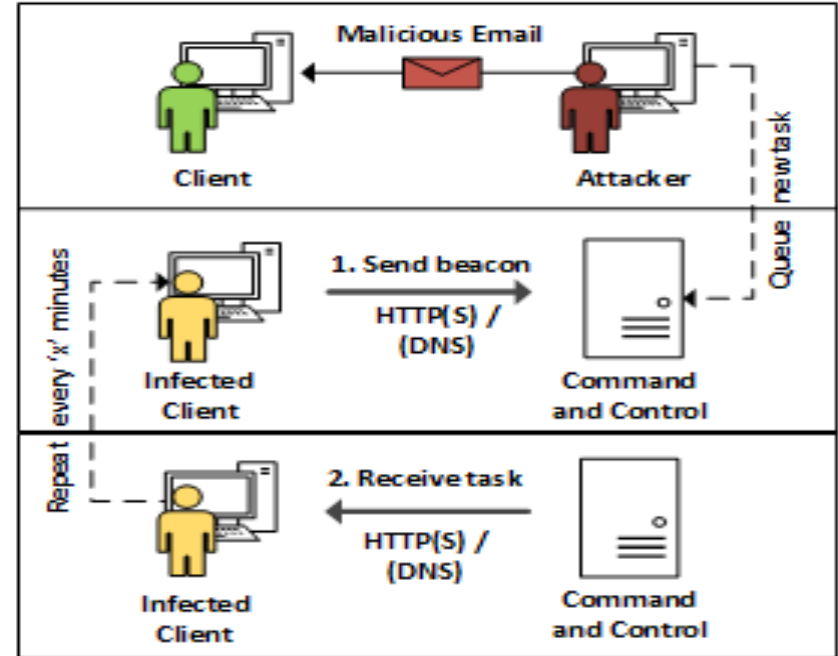 Malicious Email
Client
Attacker
Queue new task
1. Send beacon
HTTP(S) /
(DNS)
Infected
Client
Command
and Control
Repeat every 'x' minutes
2. Receive task
HTTP(S) /
(DNS)
Infected
Client
Command
and Control